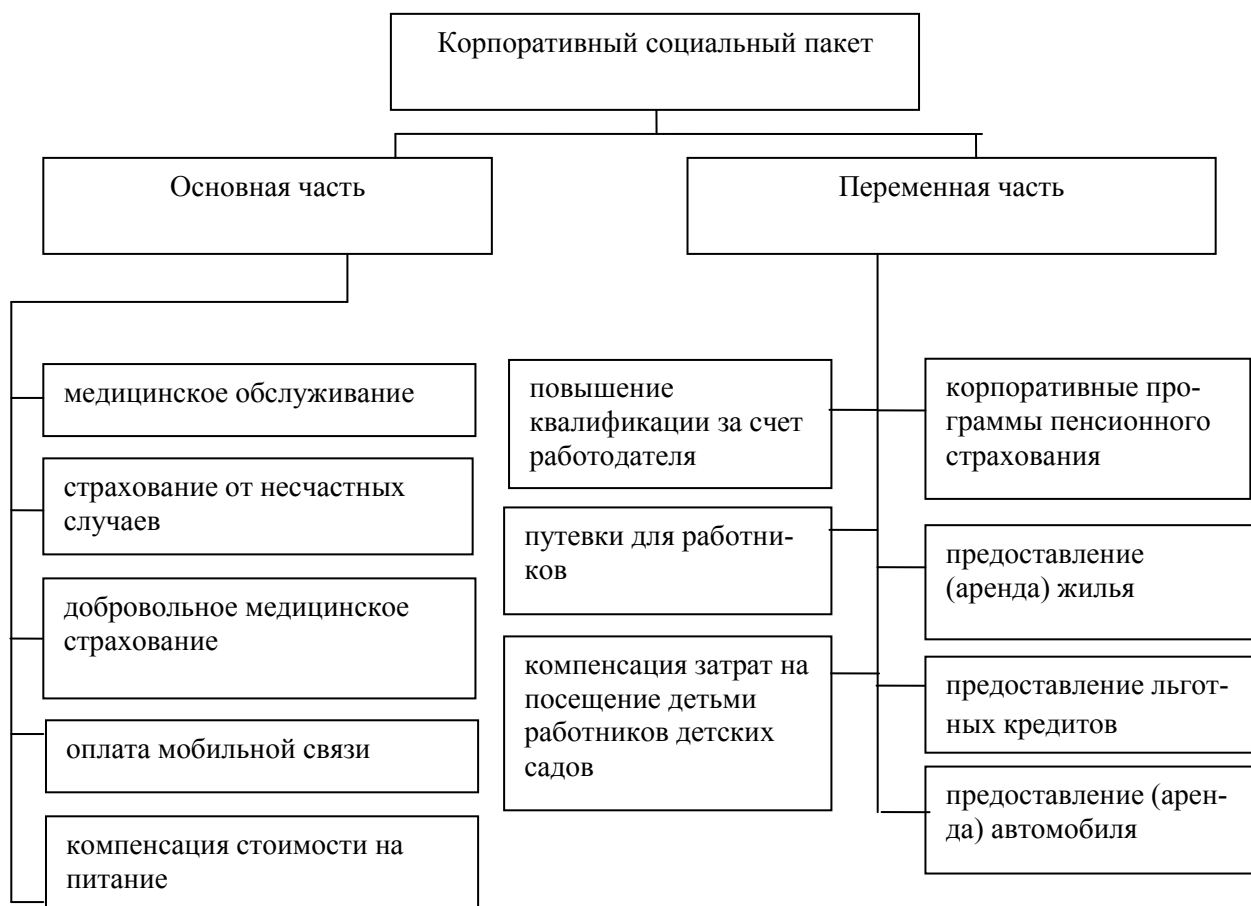 Корпоративный социальный пакет
Основная часть
Переменная часть
медицинское обслуживание
страхование от несчастных
случаев
добровольное медицинское
страхование
оплата мобильной связи
компенсация стоимости на
питание
повышение
квалификации за счет
работодателя
путевки для работни-
ков
компенсация затрат на
посещение детьми
работников детских
садов
корпоративные про-
граммы пенсионного
страхования
предоставление
(аренда) жилья
предоставление льгот-
ных кредитов
предоставление (арен-
да) автомобиля